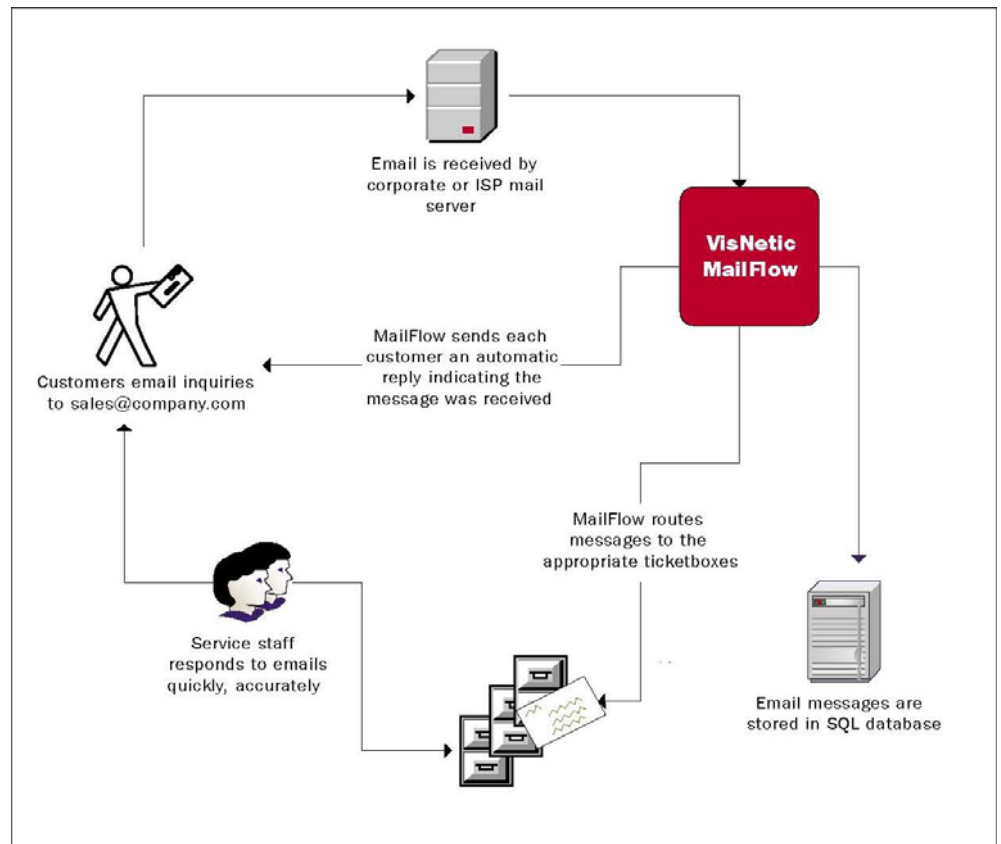 Email is received by
corporate or ISP mail
server
VisNetic
MailFlow
MailFlow sends each
customer an automatic
reply indicating the
message was received
Customers email inquiries
to sales@company.com
MailFlow routes
messages to the
appropriate ticketboxes
Service staff
responds to emails
quickly, accurately
Email messages are
stored in SQL database